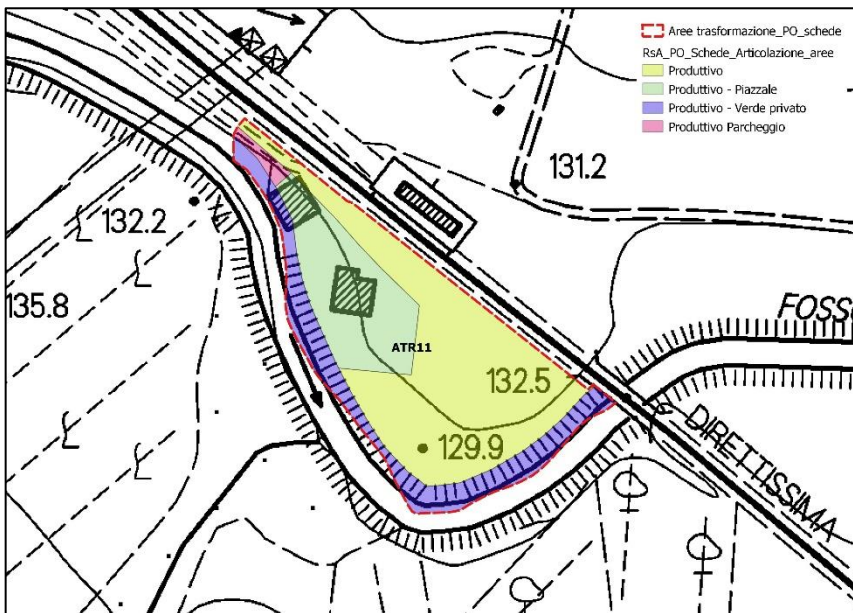 Aree trasformazione_PO_schede
RsA_PO_Schede_Articolazione_aree
Produttivo
Produttivo - Piazzale
Produttivo - Verde privato
Produttivo Parcheggio
131.2
132.2
135.8
FOSSO
ATR11
132.5
129.9
DIRETTISSIMA